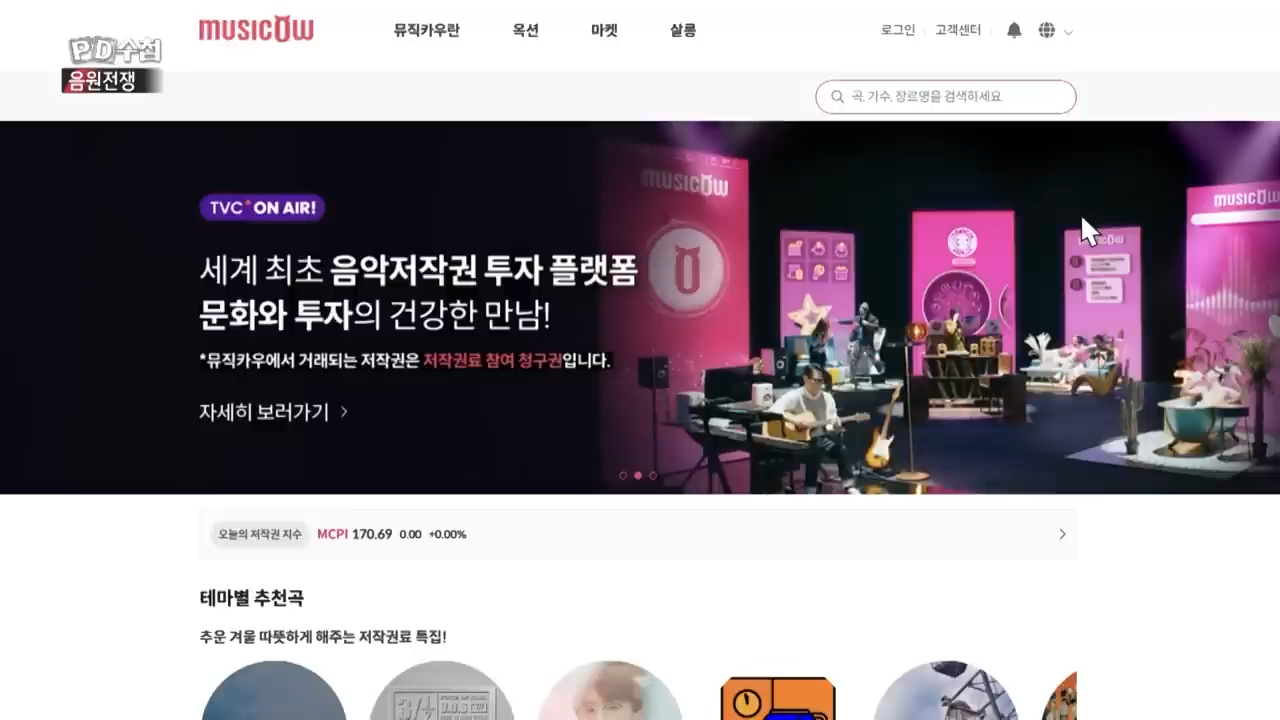 MUSICOW
뮤직카우란
옥션
마켓
살롱
로그인
고객센터
PD수첩
음원전쟁
곡, 가수, 장르명을 검색하세요.
TVC ON AIR!
세계 최초 음악저작권 투자 플랫폼
문화와 투자의 건강한 만남!
*뮤직카우에서 거래되는 저작권은 저작권료 참여 청구권입니다.
자세히 보러가기
MUSICOW
MUSICOW
오늘의 저작권 지수 MCPI 170.69 0.00 +0.00%
테마별 추천곡
추운 겨울 따뜻하게 해주는 저작권료 특집!